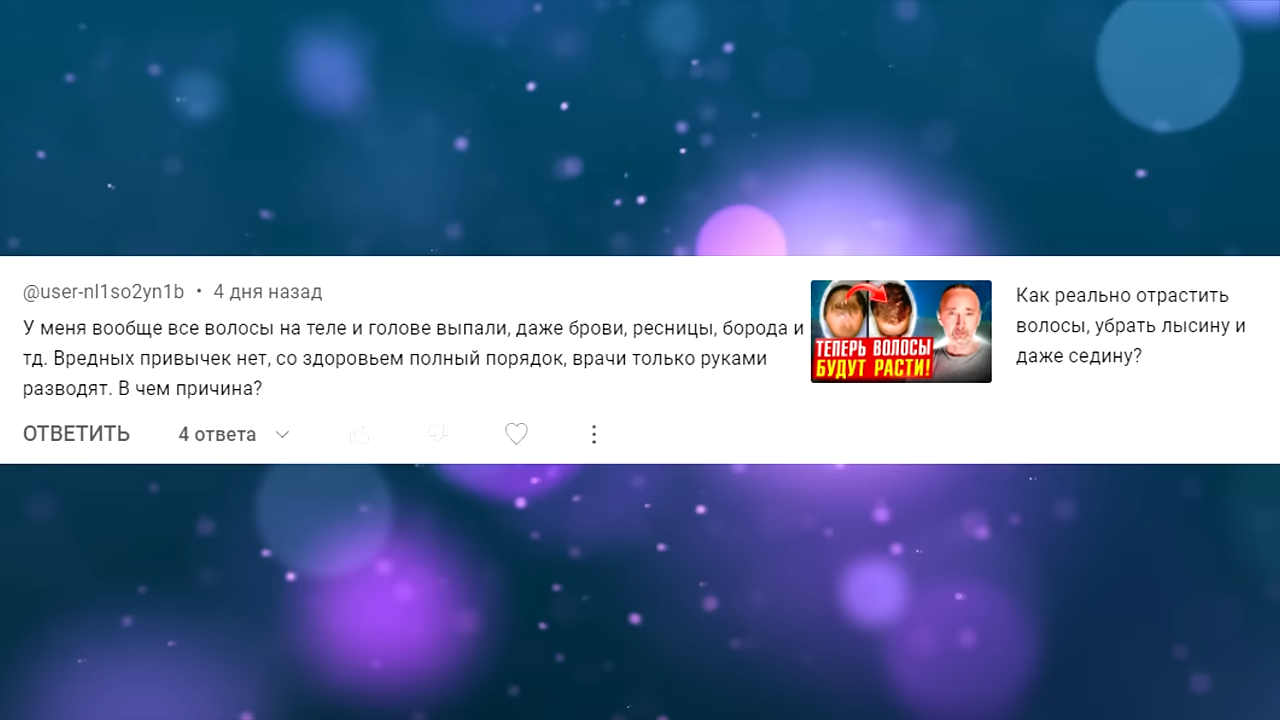 @user-nl1so2yn1b • 4 дня назад
У меня вообще все волосы на теле и голове выпали, даже брови, ресницы, борода и
тд. Вредных привычек нет, со здоровьем полный порядок, врачи только руками
разводят. В чем причина?
ОТВЕТИТЬ 4 ответа
ТЕПЕРЬ ВОЛОСЫ
БУДУТ РАСТИ!
Как реально отрастить
волосы, убрать лысину и
даже седину?